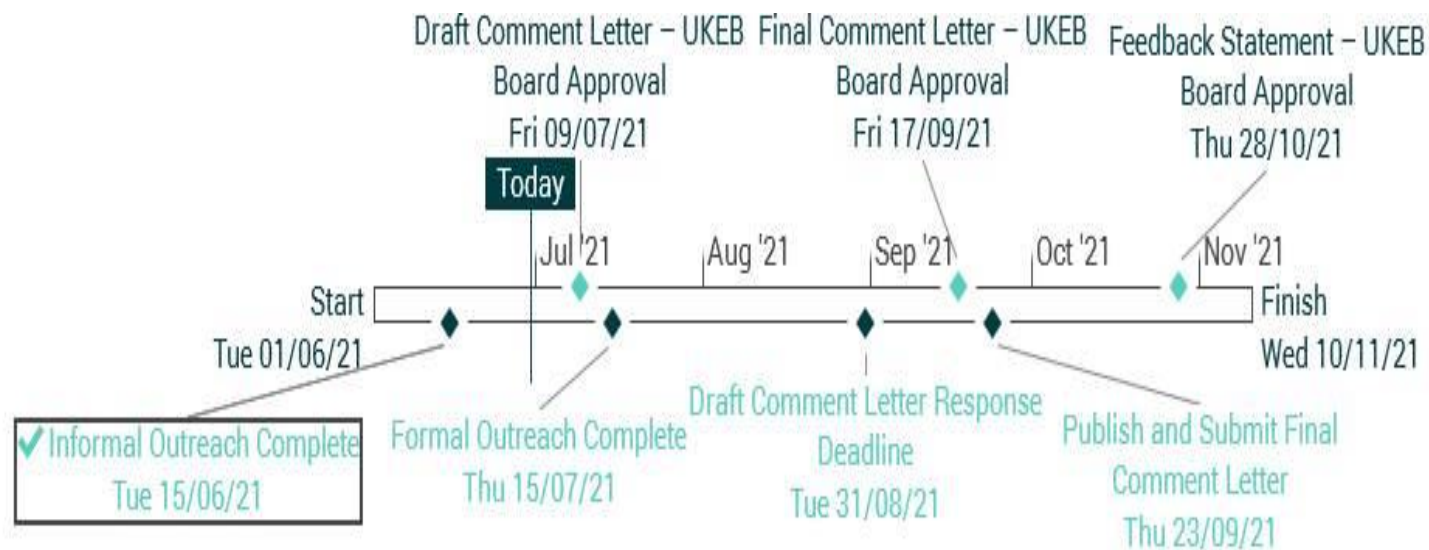 Draft Comment Letter – UKEB
Board Approval
Fri 09/07/21
Final Comment Letter – UKEB
Board Approval
Fri 17/09/21
Feedback Statement – UKEB
Board Approval
Thu 28/10/21
Today
Jul '21
Aug '21
Sep '21
Oct '21
Nov '21
Start
Tue 01/06/21
Finish
Wed 10/11/21
✔ Informal Outreach Complete
Tue 15/06/21
Formal Outreach Complete
Thu 15/07/21
Draft Comment Letter Response
Deadline
Tue 31/08/21
Publish and Submit Final
Comment Letter
Thu 23/09/21